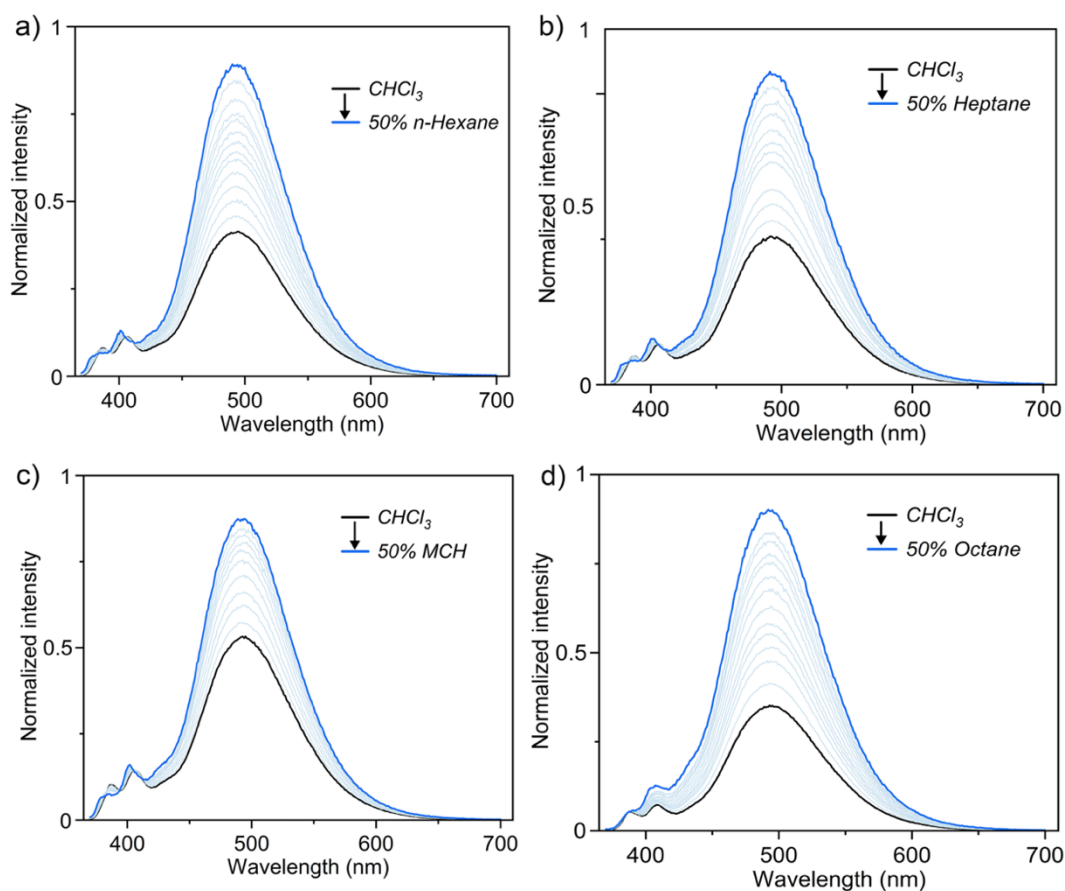 a)
1
CHCl3
50% n-Hexane
0.5
0
Normalized intensity
400 500 600 700
Wavelength (nm)
b)
1
CHCl3
50% Heptane
0.5
0
Normalized intensity
400 500 600 700
Wavelength (nm)
c)
1
CHCl3
50% MCH
0.5
0
Normalized intensity
400 500 600 700
Wavelength (nm)
d)
1
CHCl3
50% Octane
0.5
0
Normalized intensity
400 500 600 700
Wavelength (nm)